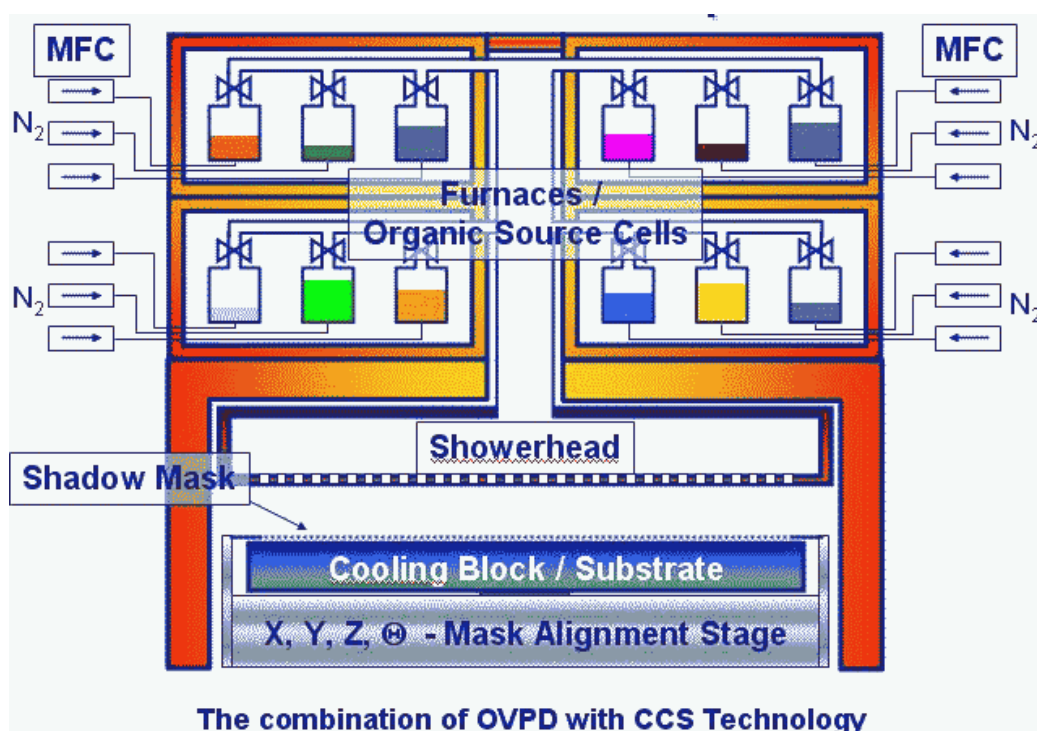 MFC
MFC
N2
N2
Furnaces /
Organic Source Cells
N2
N2
Showerhead
Shadow Mask
Cooling Block / Substrate
X, Y, Z, Θ - Mask Alignment Stage
The combination of OVPD with CCS Technology